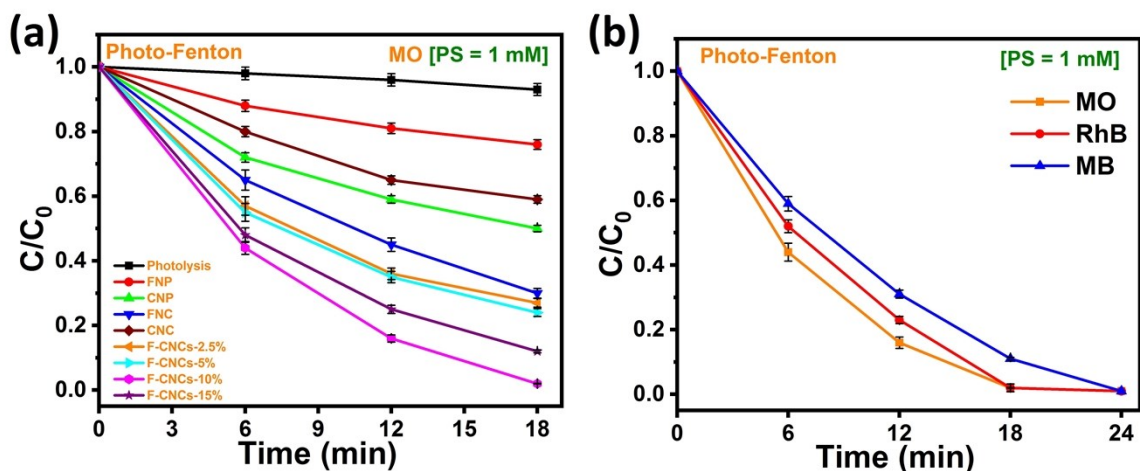 (a)
Photo-Fenton
MO [PS = 1 mM]
C/C0
1.0
0.8
0.6
0.4
0.2
0.0
Photolysis
FNP
CNP
FNC
CNC
F-CNCs-2.5%
F-CNCs-5%
F-CNCs-10%
F-CNCs-15%
0 3 6 9 12 15 18
Time (min)
(b)
Photo-Fenton
[PS = 1 mM]
MO
RhB
MB
C/C0
1.0
0.8
0.6
0.4
0.2
0.0
0 6 12 18 24
Time (min)